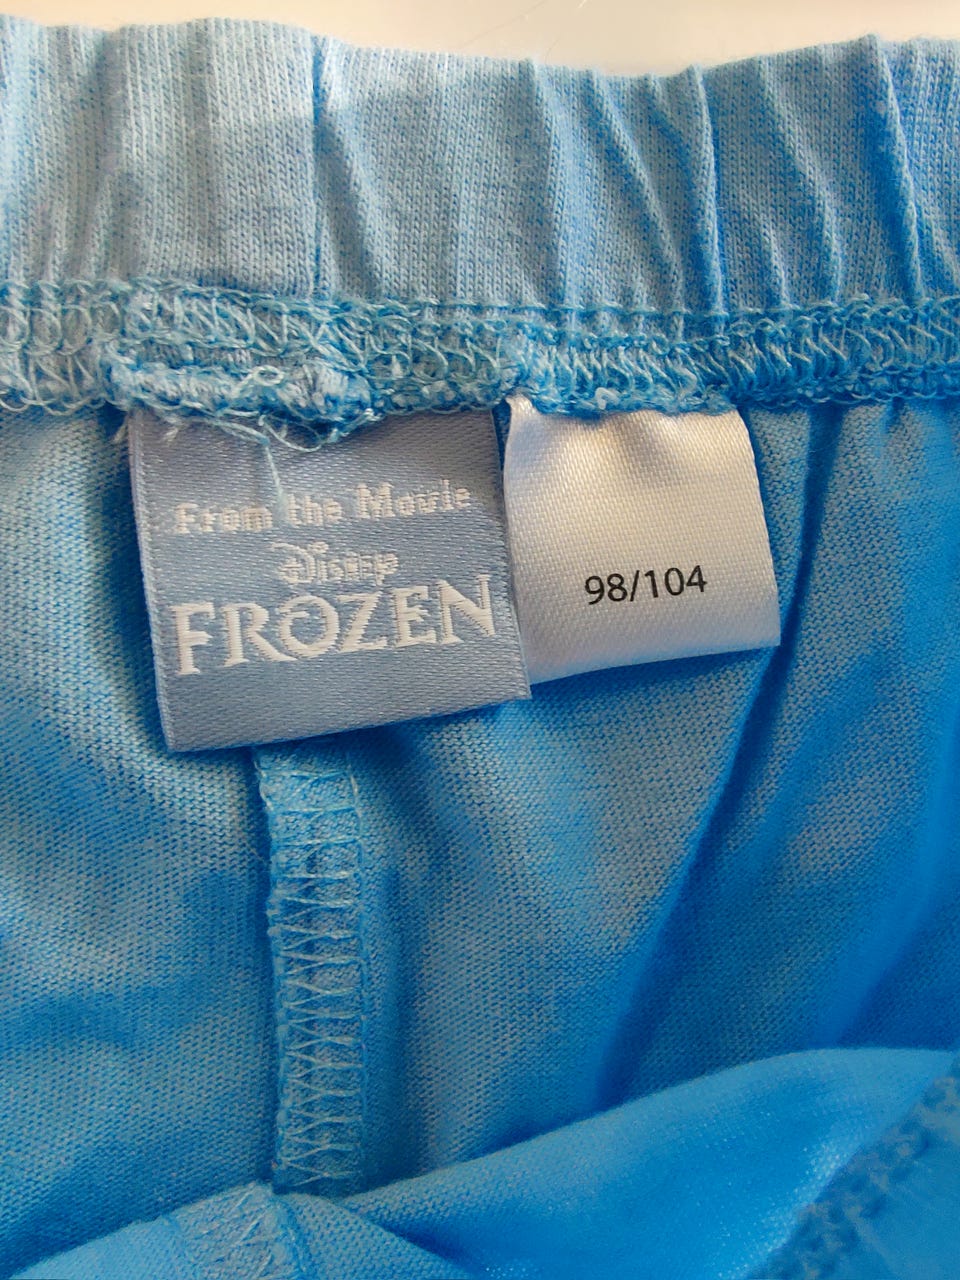 From the Movie
Disney
FROZEN
98/104